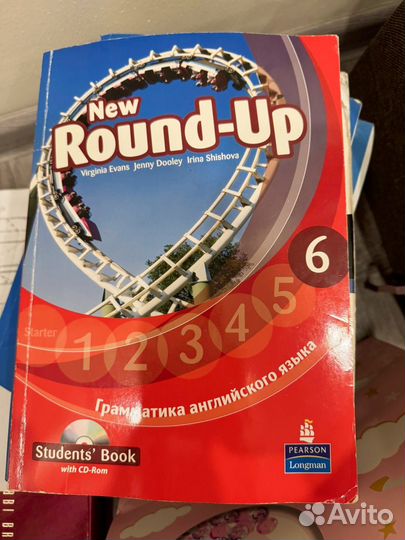 New
Round-Up
Virginia Evans Jenny Dooley Irina Shishova
6
Starter 1 2 3 4 5
Грамматика английского языка
Students' Book
with CD-Rom
PEARSON
Longman
Avito